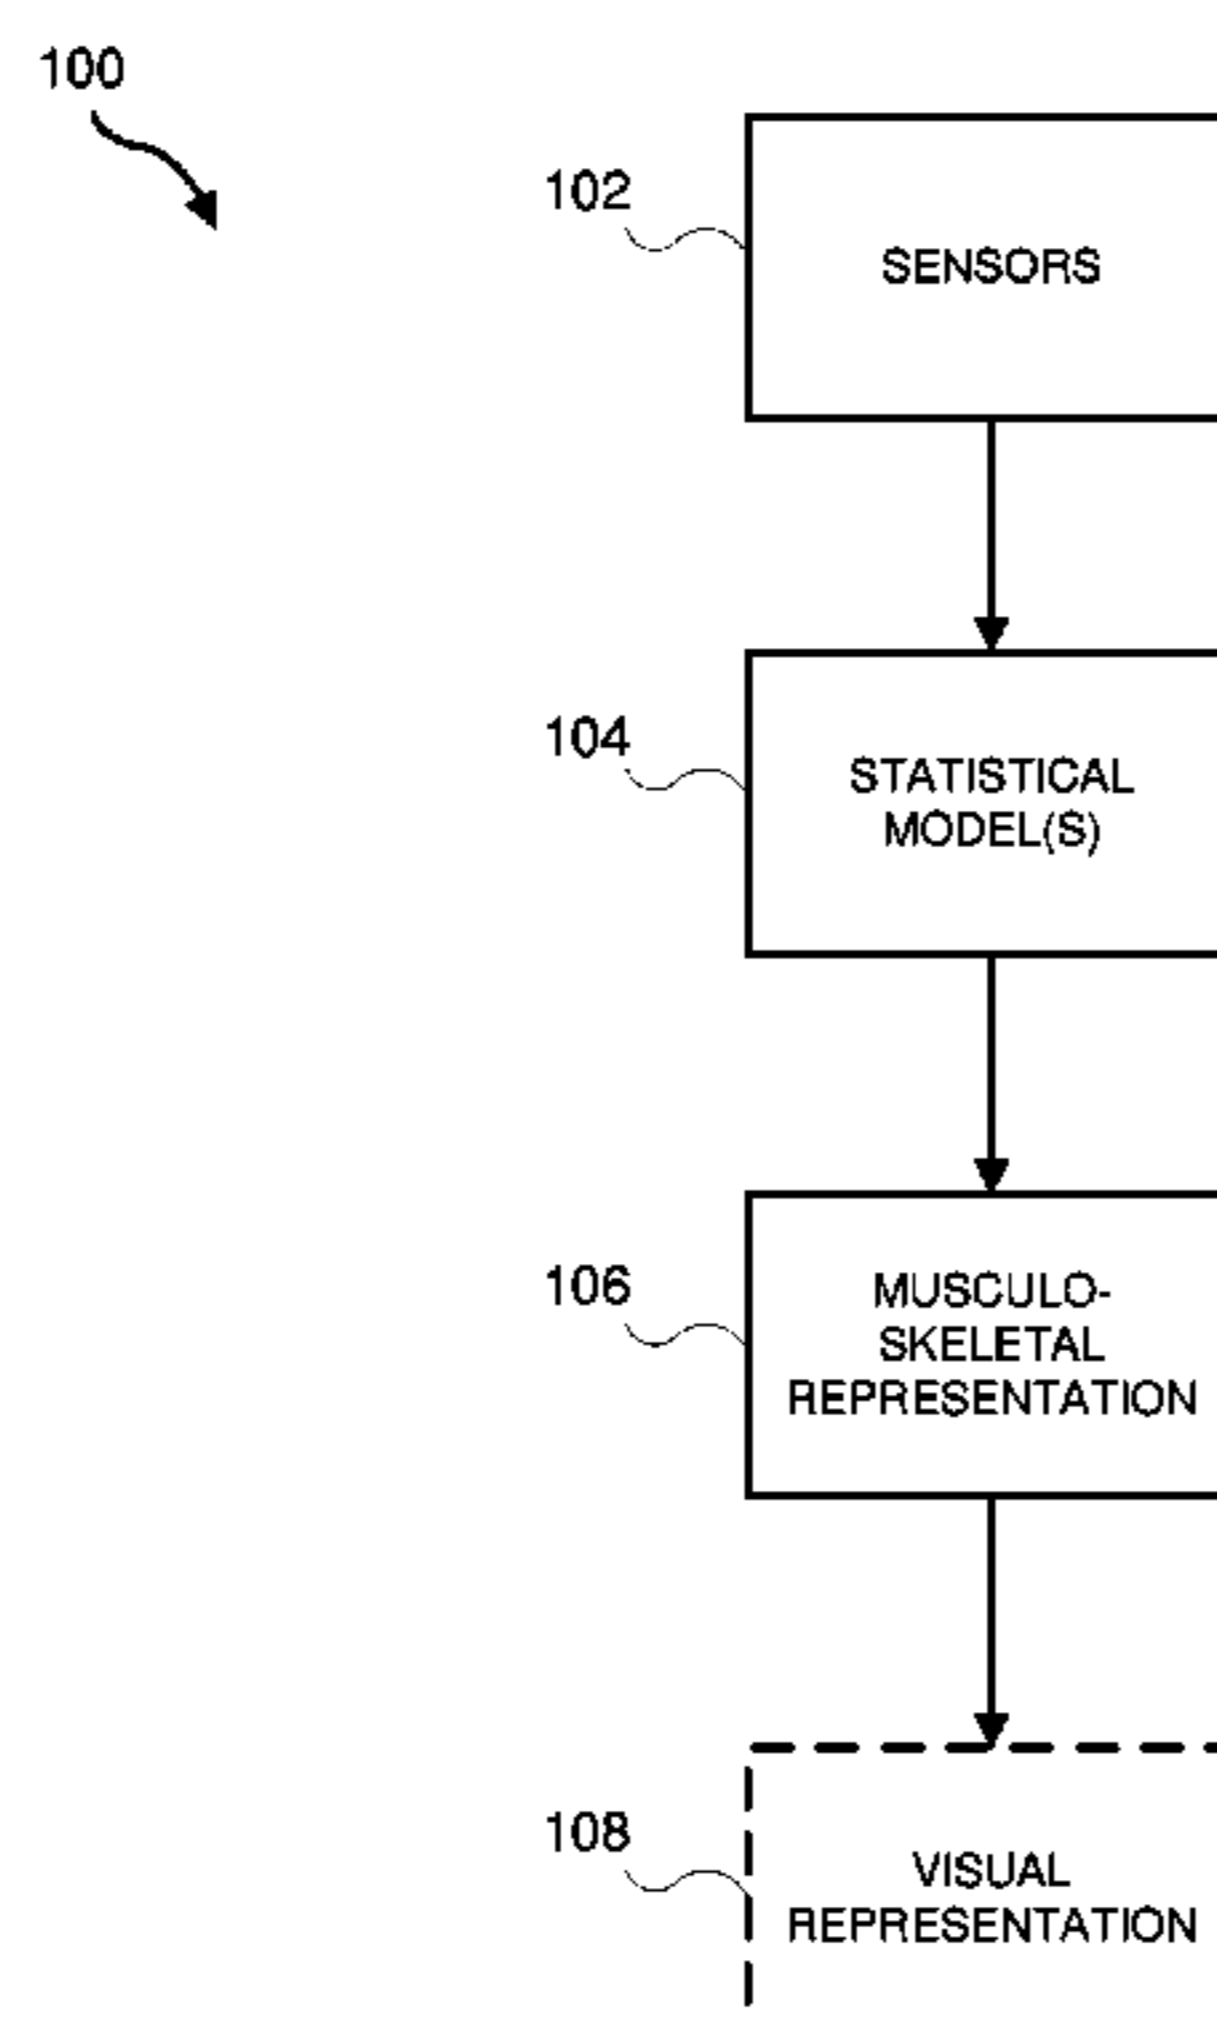 100
102
SENSORS
104
STATISTICAL
MODEL(S)
106
MUSCULO-
SKELETAL
REPRESENTATION
108
VISUAL
REPRESENTATION